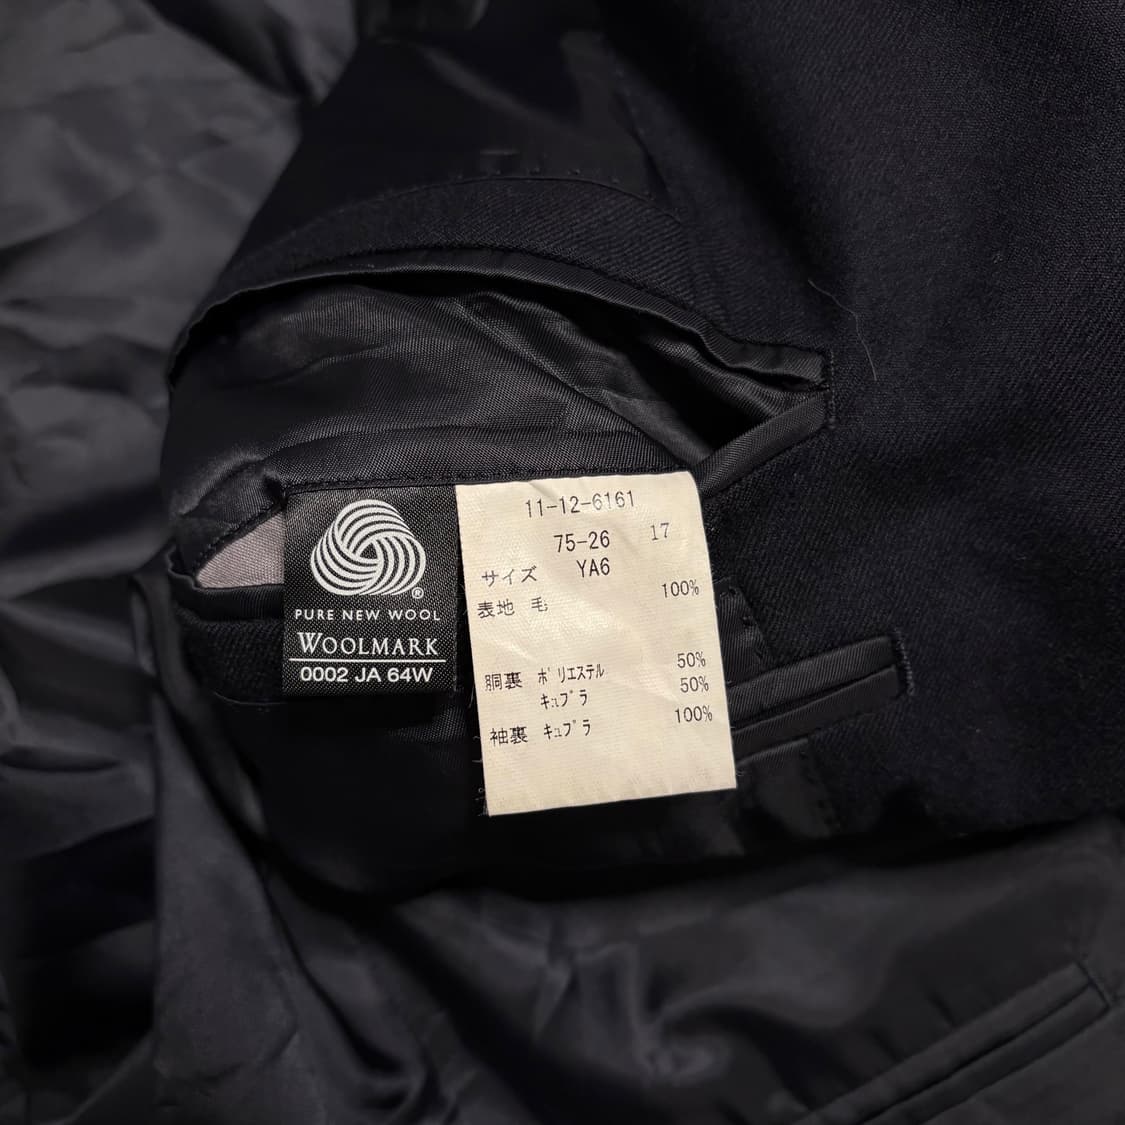 PURE NEW WOOL
WOOLMARK
0002 JA 64W
11-12-6161
75-26 17
サイズ YA6
表地 毛 100%
胴裏 ポリエステル 50%
キュプラ 50%
袖裏 キュプラ 100%